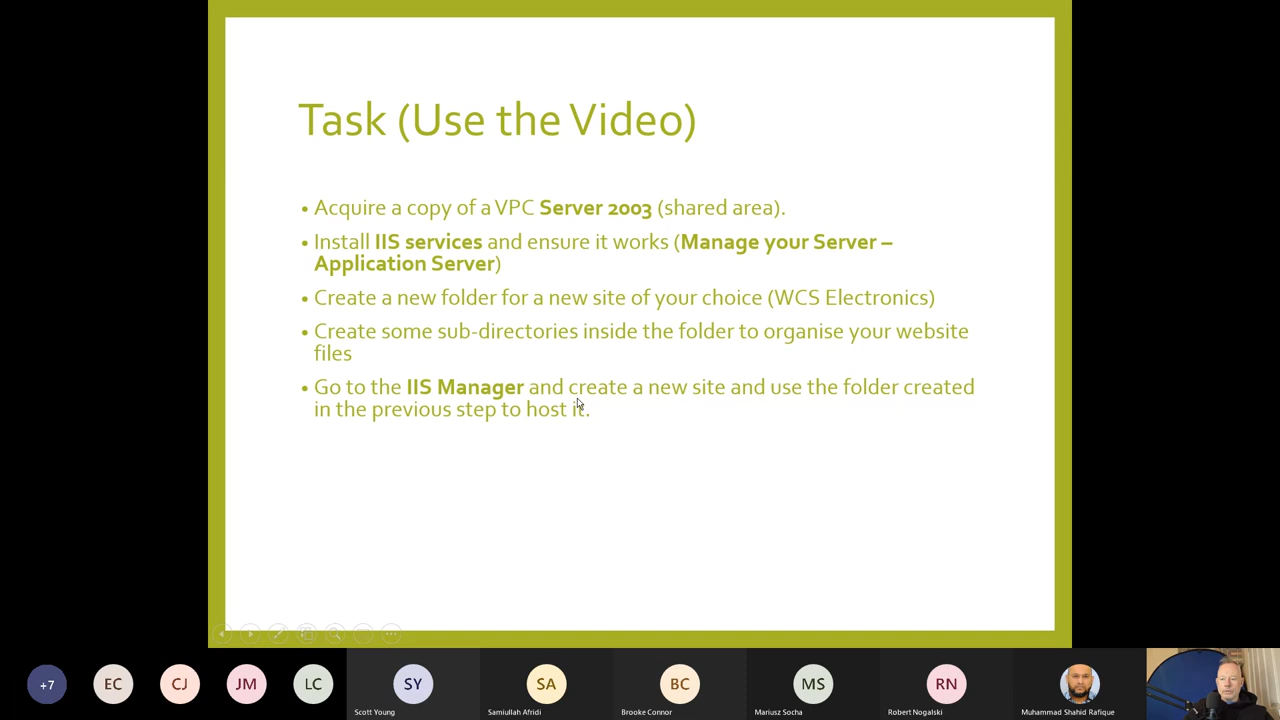 Task (Use the Video)
• Acquire a copy of a VPC Server 2003 (shared area).
• Install IIS services and ensure it works (Manage your Server –
Application Server)
• Create a new folder for a new site of your choice (WCS Electronics)
• Create some sub-directories inside the folder to organise your website
files
• Go to the IIS Manager and create a new site and use the folder created
in the previous step to host it.
+7 EC CJ JM LC SY SA BC MS RN
Scott Young Samiullah Afridi Brooke Connor Mariusz Socha Robert Nogalski Muhammad Shahid Rafique